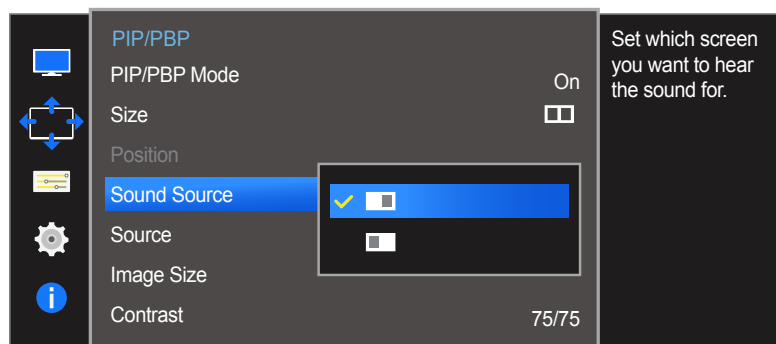 PIP/PBP
PIP/PBP Mode
On
Size
Position
Sound Source
Source
Image Size
Contrast
75/75
Set which screen
you want to hear
the sound for.
i